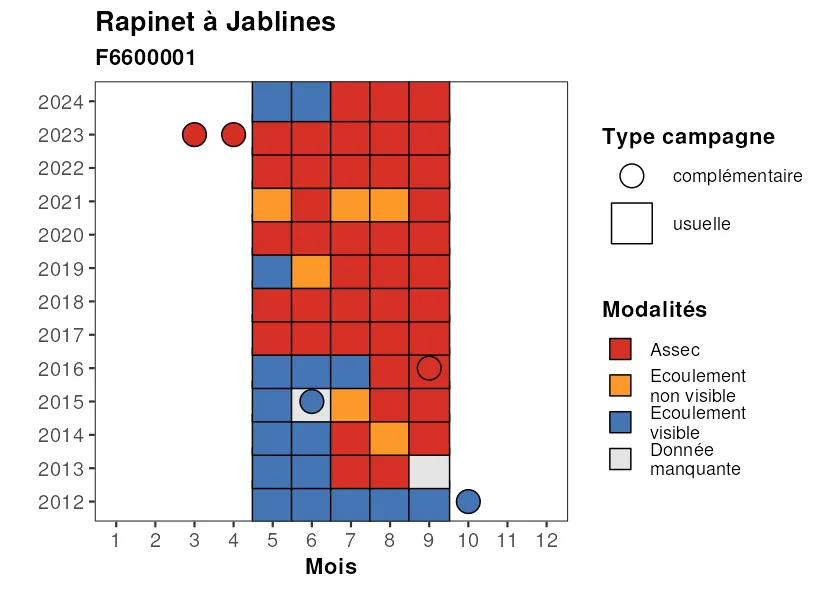 Rapinet à Jablines
F6600001
2024
2023
2022
2021
2020
2019
2018
2017
2016
2015
2014
2013
2012
1 2 3 4 5 6 7 8 9 10 11 12
Mois
Type campagne
complémentaire
usuelle
Modalités
Assec
Ecoulement
non visible
Ecoulement
visible
Donnée
manquante